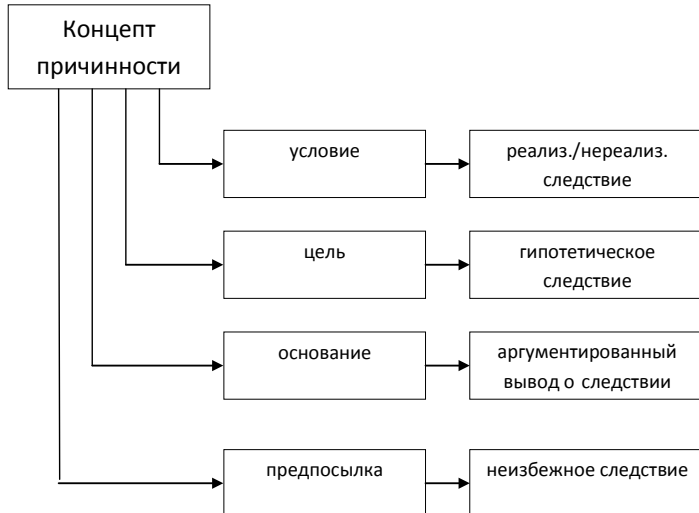 Концепт
причинности
условие
реализ./нереализ.
следствие
цель
гипотетическое
следствие
основание
аргументированный
вывод о следствии
предпосылка
неизбежное следствие